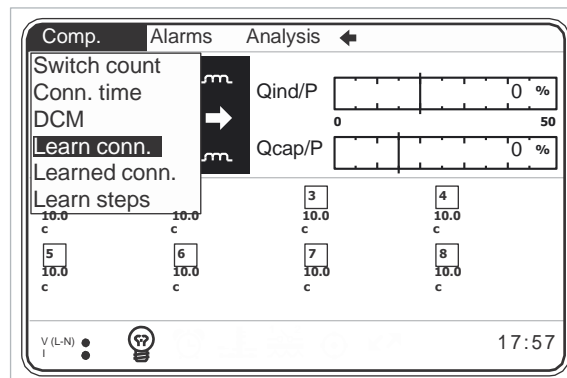 Comp. Alarms Analysis
Switch count
Conn. time
DCM
Learn conn.
Learned conn.
Learn steps
Qind/P 0 %
0 50
Qcap/P 0 %
3 4
10.0 10.0 10.0 10.0
c c c c
5 6 7 8
10.0 10.0 10.0 10.0
c c c c
V (L-N)
I
17:57